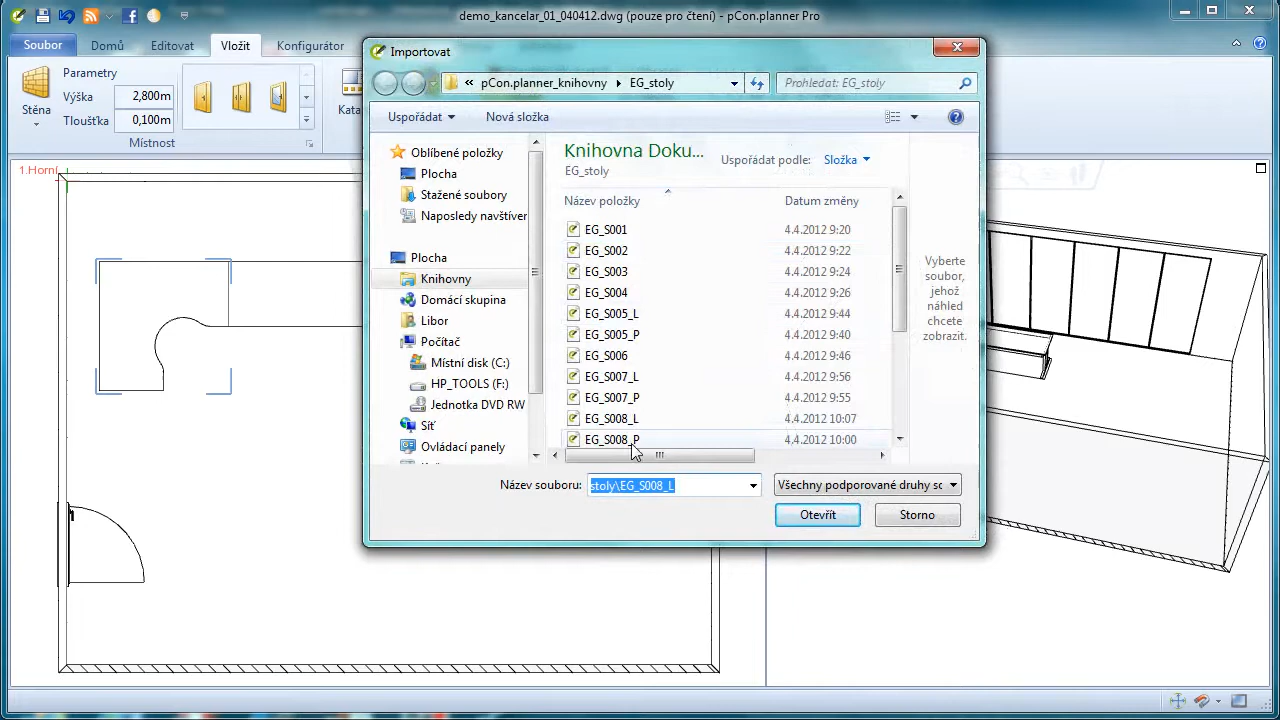 demo_kancelar_01_040412.dwg (pouze pro čtení) - pCon.planner Pro
Soubor
Domů
Editovat
Vložit
Konfigurátor
Stěna
Parametry
Výška
2,800m
Tloušťka
0,100m
Místnost
Kata
1.Horní
Importovat
« pCon.planner_knihovny
EG_stoly
Prohledat: EG_stoly
Uspořádat
Nová složka
Oblíbené položky
Plocha
Stažené soubory
Naposledy navštíver
Plocha
Knihovny
Domácí skupina
Libor
Počítač
Místní disk (C:)
HP_TOOLS (F:)
Jednotka DVD RW
Síť
Ovládací panely
Knihovna Doku...
EG_stoly
Uspořádat podle:
Složka
Název položky
Datum změny
EG_S001 4.4.2012 9:20
EG_S002 4.4.2012 9:22
EG_S003 4.4.2012 9:24
EG_S004 4.4.2012 9:26
EG_S005_L 4.4.2012 9:44
EG_S005_P 4.4.2012 9:40
EG_S006 4.4.2012 9:46
EG_S007_L 4.4.2012 9:56
EG_S007_P 4.4.2012 9:55
EG_S008_L 4.4.2012 10:07
EG_S008_P 4.4.2012 10:00
Vyberte
soubor,
jehož
náhled
chcete
zobrazit.
Název souboru:
stoly\EG_S008_L
Všechny podporované druhy sc
Otevřít
Storno